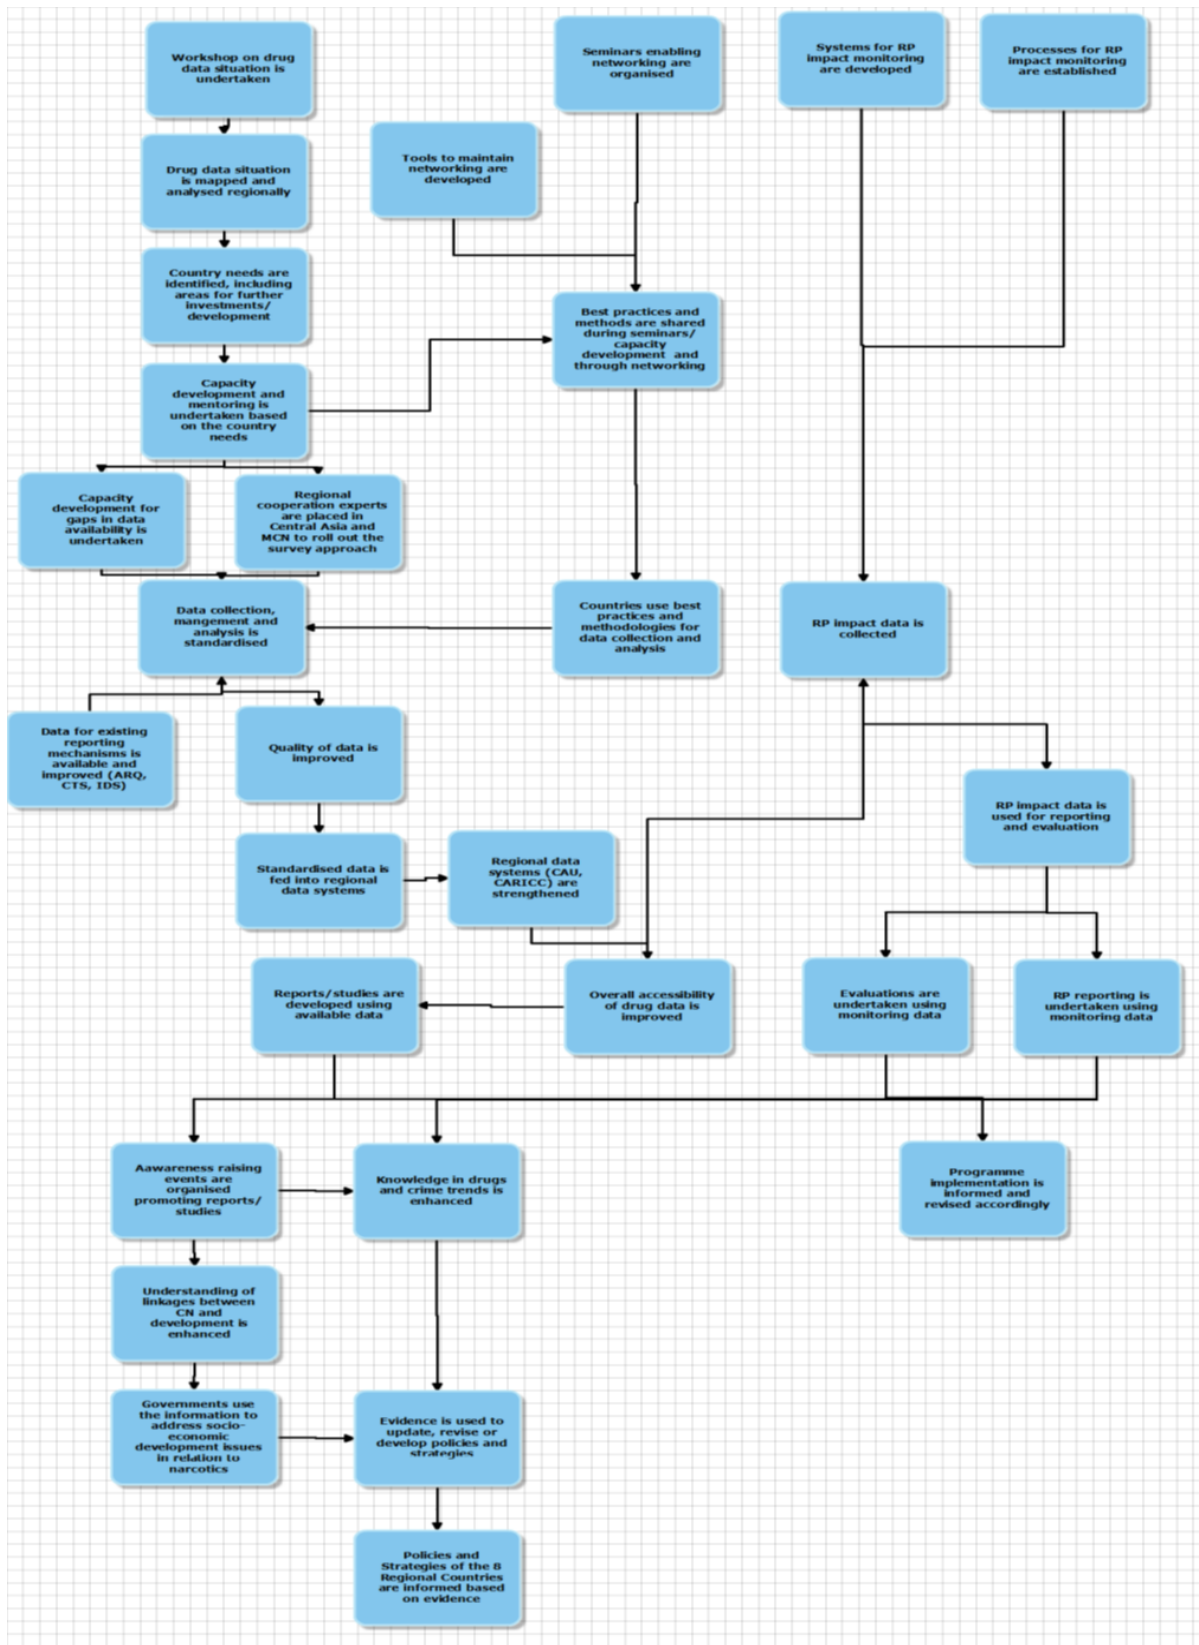 Workshop on drug
data situation is
undertaken
Seminars enabling
networking are
organised
Systems for RP
impact monitoring
are developed
Processes for RP
impact monitoring
are established
Tools to maintain
networking are
developed
Drug data situation
is mapped and
analysed regionally
Country needs are
identified, including
areas for further
investments/
development
Best practices and
methods are shared
during seminars/
capacity
development and
through networking
Capacity
development and
mentoring is
undertaken based
on the country
needs
Capacity
development for
gaps in data
availability is
undertaken
Regional
cooperation experts
are placed in
Central Asia and
MCN to roll out the
survey approach
Data collection,
mangement and
analysis is
standardised
Countries use best
practices and
methodologies for
data collection and
analysis
RP impact data is
collected
Data for existing
reporting
mechanisms is
available and
improved (ARQ,
CTS, IDS)
Quality of data is
improved
RP impact data is
used for reporting
and evaluation
Standardised data is
fed into regional
data systems
Regional data
systems (CAU,
CARICC) are
strengthened
Reports/studies are
developed using
available data
Overall accessibility
of drug data is
improved
Evaluations are
undertaken using
monitoring data
RP reporting is
undertaken using
monitoring data
Aawareness raising
events are
organised
promoting reports/
studies
Knowledge in drugs
and crime trends is
enhanced
Programme
implementation is
informed and
revised accordingly
Understanding of
linkages between
CN and
development is
enhanced
Governments use
the information to
address socio-
economic
development issues
in relation to
narcotics
Evidence is used to
update, revise or
develop policies and
strategies
Policies and
Strategies of the 8
Regional Countries
are informed based
on evidence